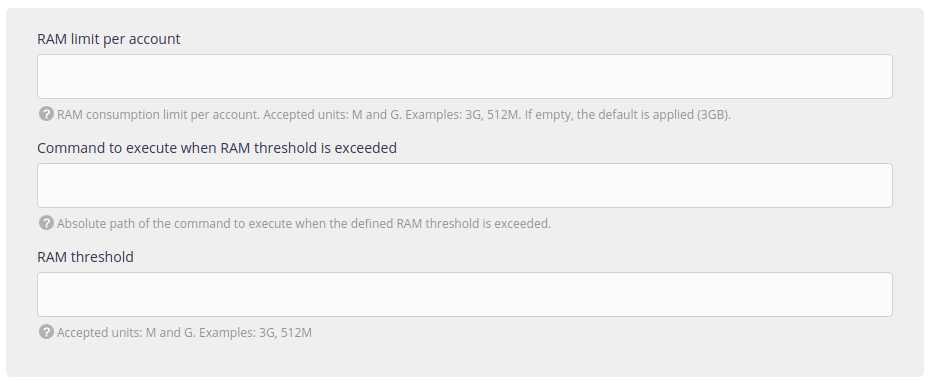 RAM limit per account
? RAM consumption limit per account. Accepted units: M and G. Examples: 3G, 512M. If empty, the default is applied (3GB).
Command to execute when RAM threshold is exceeded
? Absolute path of the command to execute when the defined RAM threshold is exceeded.
RAM threshold
? Accepted units: M and G. Examples: 3G, 512M